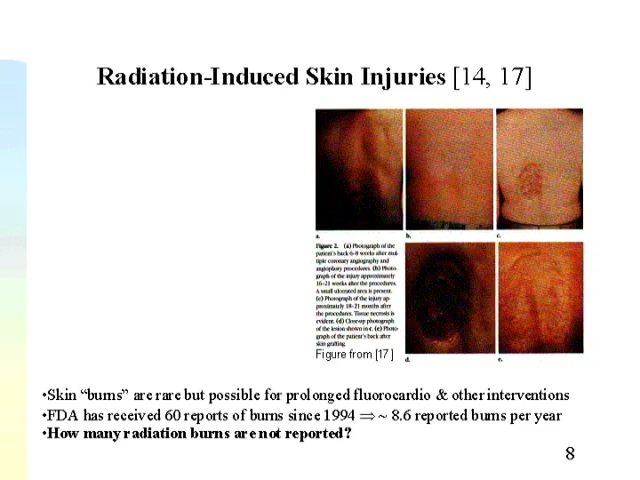 Radiation-Induced Skin Injuries [14, 17]
a. b. c.
Figure 2. (a) Photograph of the
patient's back 6-8 weeks after mul-
tiple coronary angiography and
angioplasty procedures. (b) Photo-
graph of the injury approximately
16-21 weeks after the procedures.
A small ulcerated area is present.
(c) Photograph of the injury ap-
proximately 18-21 months after
the procedures. Tissue necrosis is
evident. (d) Close-up photograph
of the lesion shown in c. (e) Photo-
graph of the patient's back after
skin grafting.
d. e.
Figure from [17]
•Skin “burns” are rare but possible for prolonged fluorocardio & other interventions
•FDA has received 60 reports of burns since 1994 ⇒ ~ 8.6 reported burns per year
•How many radiation burns are not reported?
8